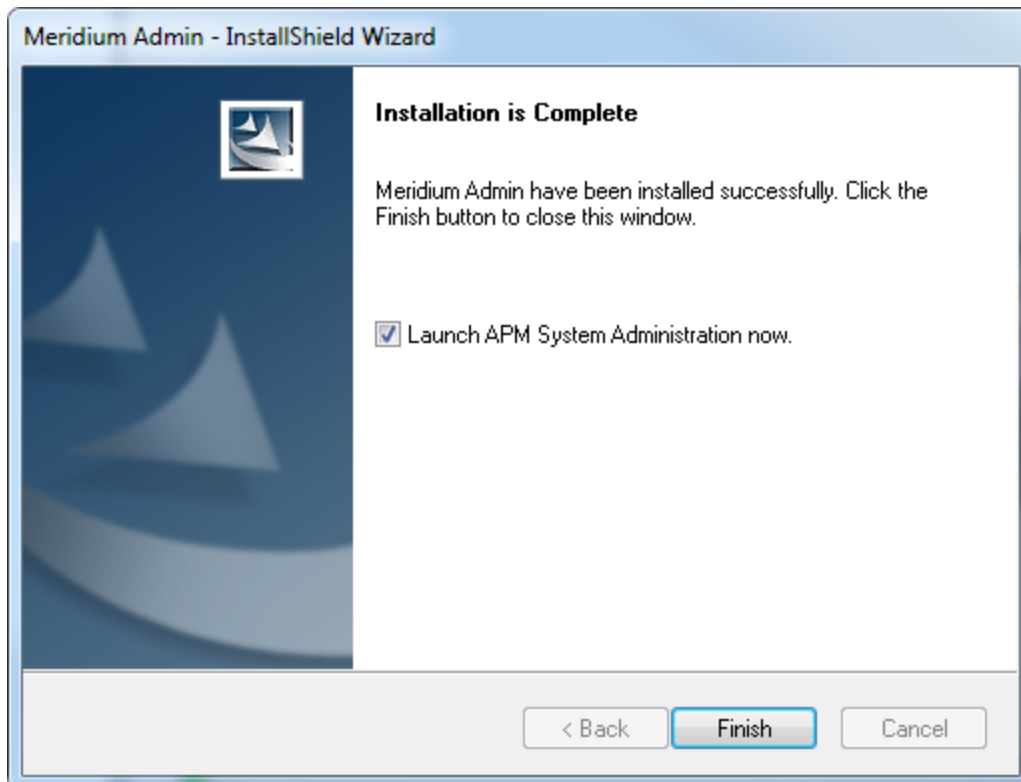 Meridium Admin - InstallShield Wizard
Installation is Complete
Meridium Admin have been installed successfully. Click the
Finish button to close this window.
Launch APM System Administration now.
< Back
Finish
Cancel